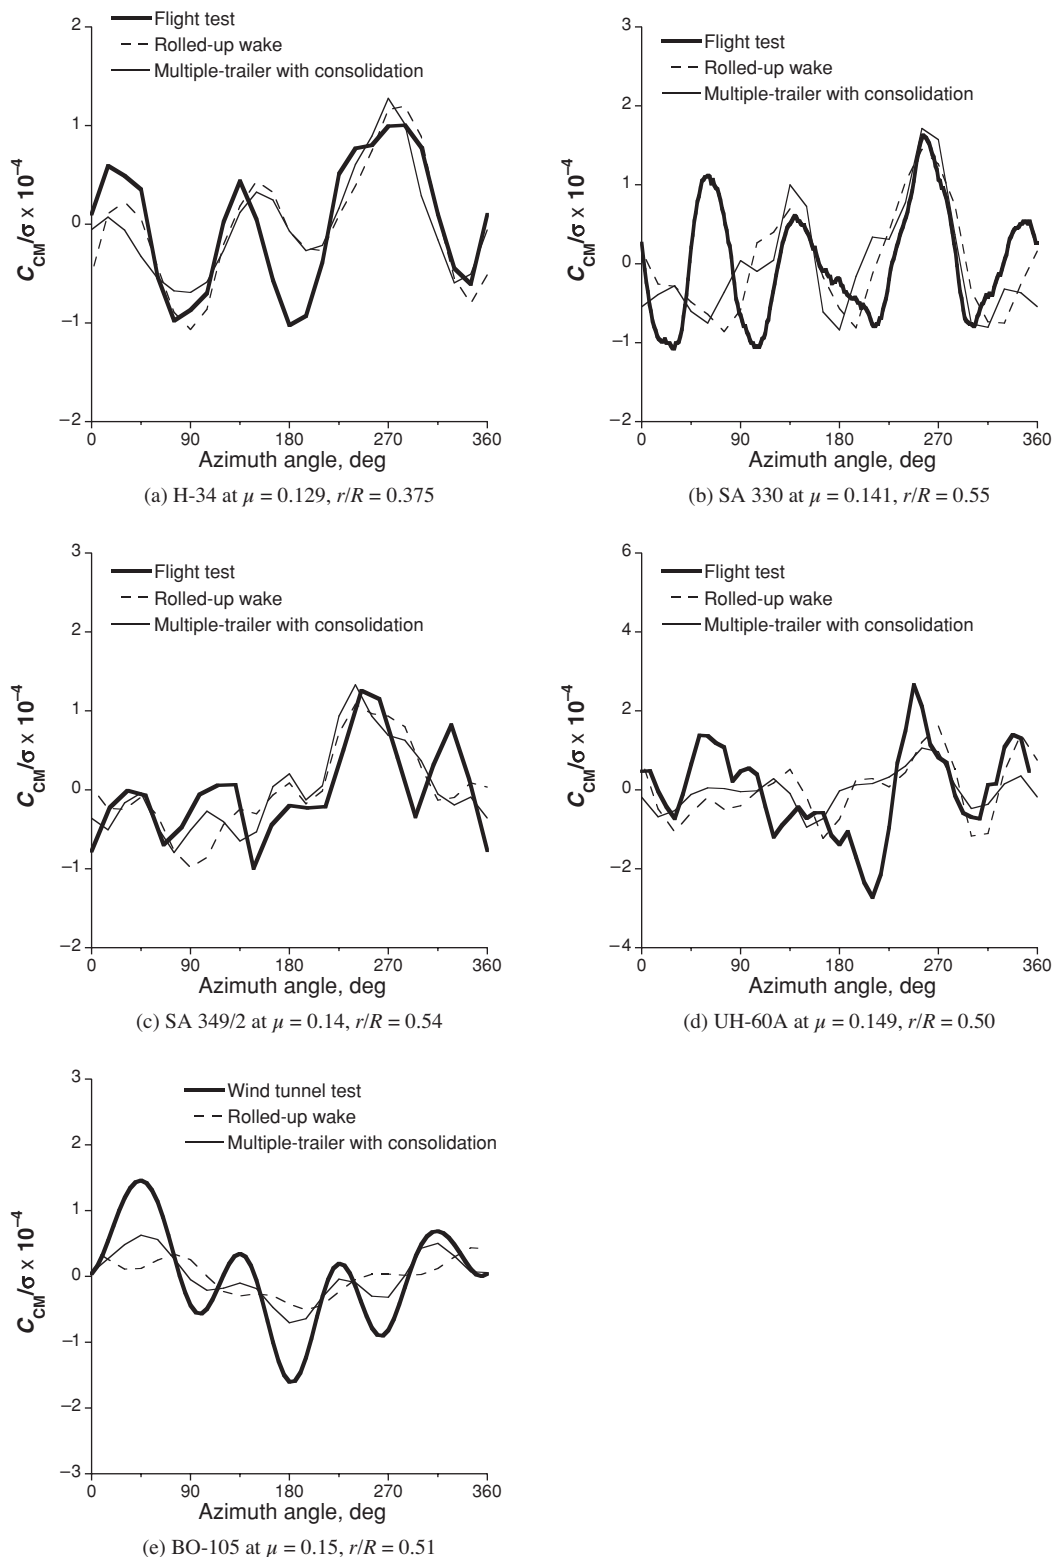 2
Flight test
Rolled-up wake
Multiple-trailer with consolidation
1
0
−1
−2
C_CM/σ x 10⁻⁴
0 90 180 270 360
Azimuth angle, deg
(a) H-34 at μ = 0.129, r/R = 0.375
3
Flight test
Rolled-up wake
Multiple-trailer with consolidation
2
1
0
−1
−2
C_CM/σ x 10⁻⁴
0 90 180 270 360
Azimuth angle, deg
(b) SA 330 at μ = 0.141, r/R = 0.55
3
Flight test
Rolled-up wake
Multiple-trailer with consolidation
2
1
0
−1
−2
C_CM/σ x 10⁻⁴
0 90 180 270 360
Azimuth angle, deg
(c) SA 349/2 at μ = 0.14, r/R = 0.54
6
Flight test
Rolled-up wake
Multiple-trailer with consolidation
4
2
0
−2
−4
C_CM/σ x 10⁻⁴
0 90 180 270 360
Azimuth angle, deg
(d) UH-60A at μ = 0.149, r/R = 0.50
3
Wind tunnel test
Rolled-up wake
Multiple-trailer with consolidation
2
1
0
−1
−2
−3
C_CM/σ x 10⁻⁴
0 90 180 270 360
Azimuth angle, deg
(e) BO-105 at μ = 0.15, r/R = 0.51